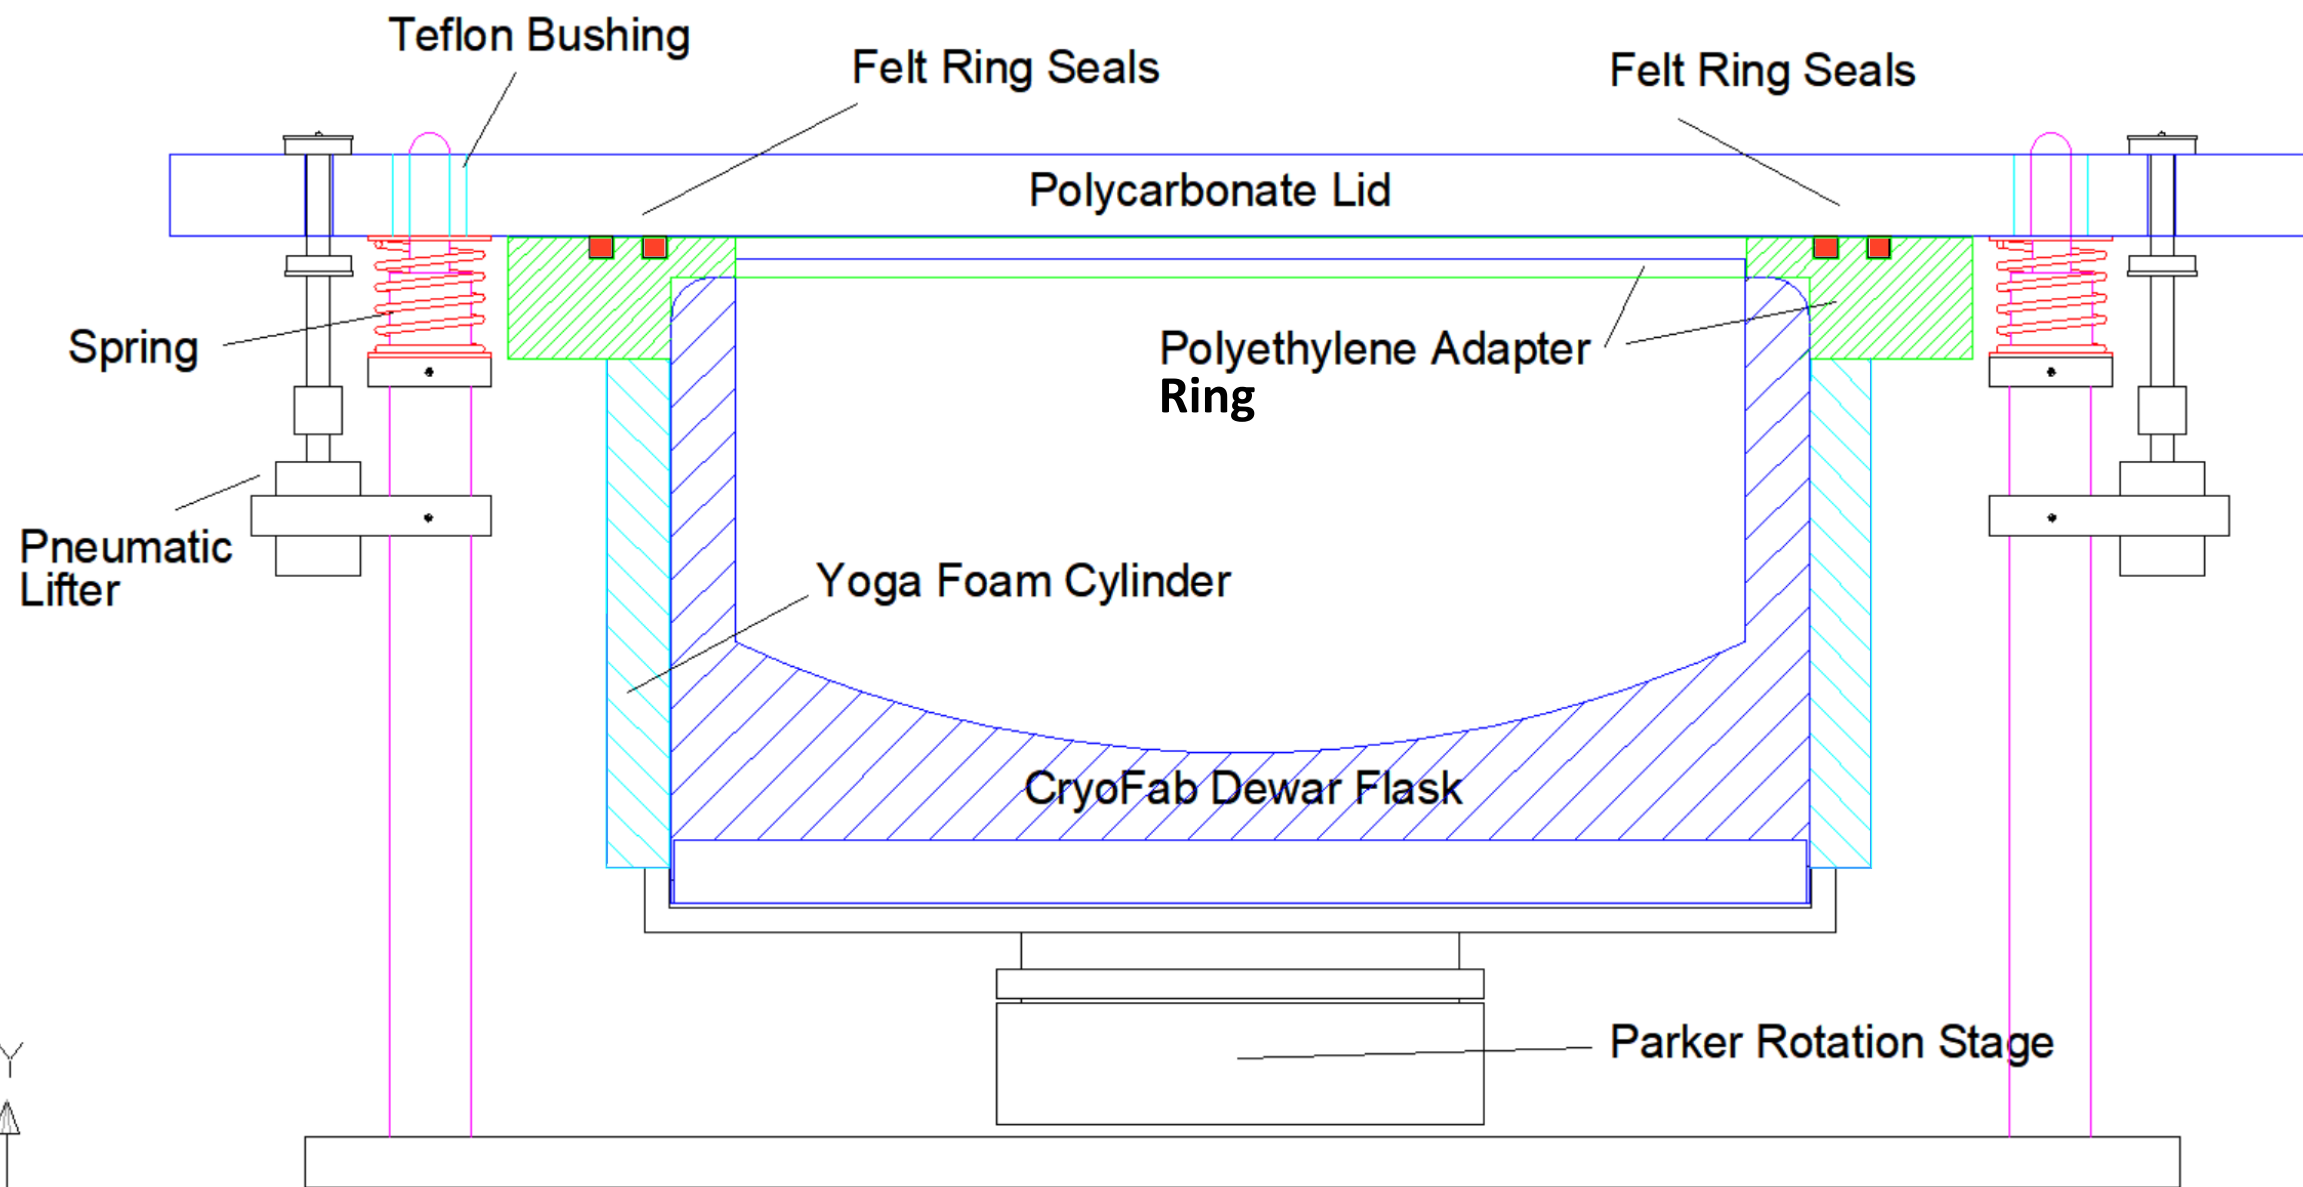 Teflon Bushing
Felt Ring Seals
Felt Ring Seals
Polycarbonate Lid
Spring
Polyethylene Adapter
Ring
Pneumatic
Lifter
Yoga Foam Cylinder
CryoFab Dewar Flask
Parker Rotation Stage
Y